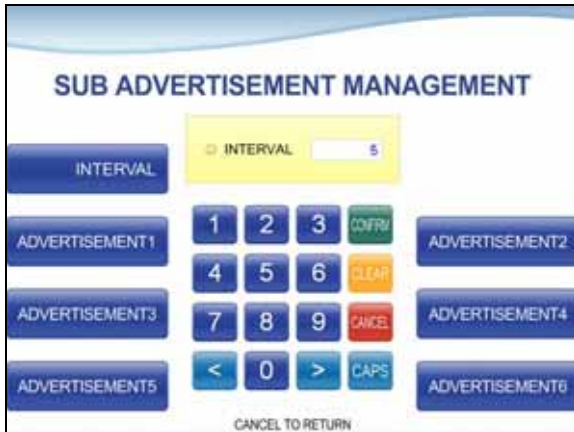 SUB ADVERTISEMENT MANAGEMENT
INTERVAL 5
INTERVAL
1 2 3 CONFRM
ADVERTISEMENT1 ADVERTISEMENT2
4 5 6 CLEAR
ADVERTISEMENT3 ADVERTISEMENT4
7 8 9 CANCEL
< 0 > CAPS
ADVERTISEMENT5 ADVERTISEMENT6
CANCEL TO RETURN